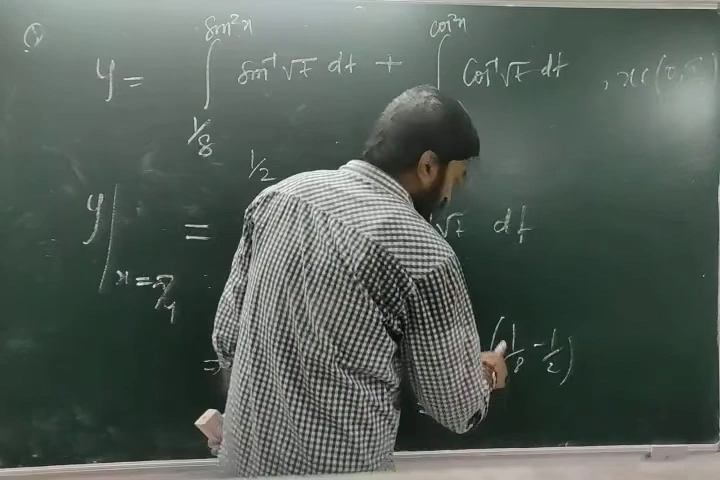 Q
sin²x cos²x
y = ∫ sin⁻¹√t dt + ∫ cos⁻¹√t dt , x∈(0,
1/8
1/2
y| = √t dt
x=π/4
= (1/8 - 1/2)